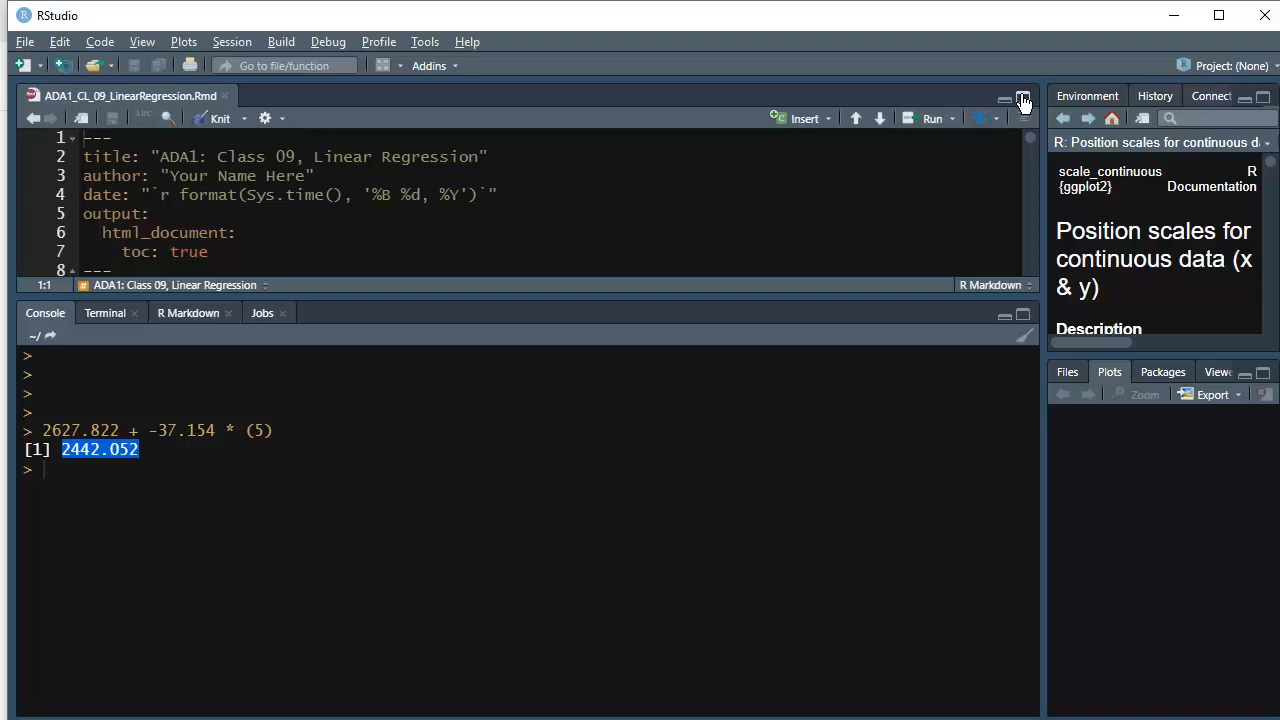 RStudio
File Edit Code View Plots Session Build Debug Profile Tools Help
Go to file/function Addins Project: (None)
ADA1_CL_09_LinearRegression.Rmd
ABC Knit Insert Run
1 ---
2 title: "ADA1: Class 09, Linear Regression"
3 author: "Your Name Here"
4 date: "`r format(Sys.time(), '%B %d, %Y')`"
5 output:
6 html_document:
7 toc: true
8 ---
1:1 # ADA1: Class 09, Linear Regression R Markdown
Console Terminal R Markdown Jobs
~/
>
>
>
>
> 2627.822 + -37.154 * (5)
[1] 2442.052
>
Environment History Connect
R: Position scales for continuous d
scale_continuous R
{ggplot2} Documentation
Position scales for
continuous data (x
& y)
Description
Files Plots Packages View
Zoom Export